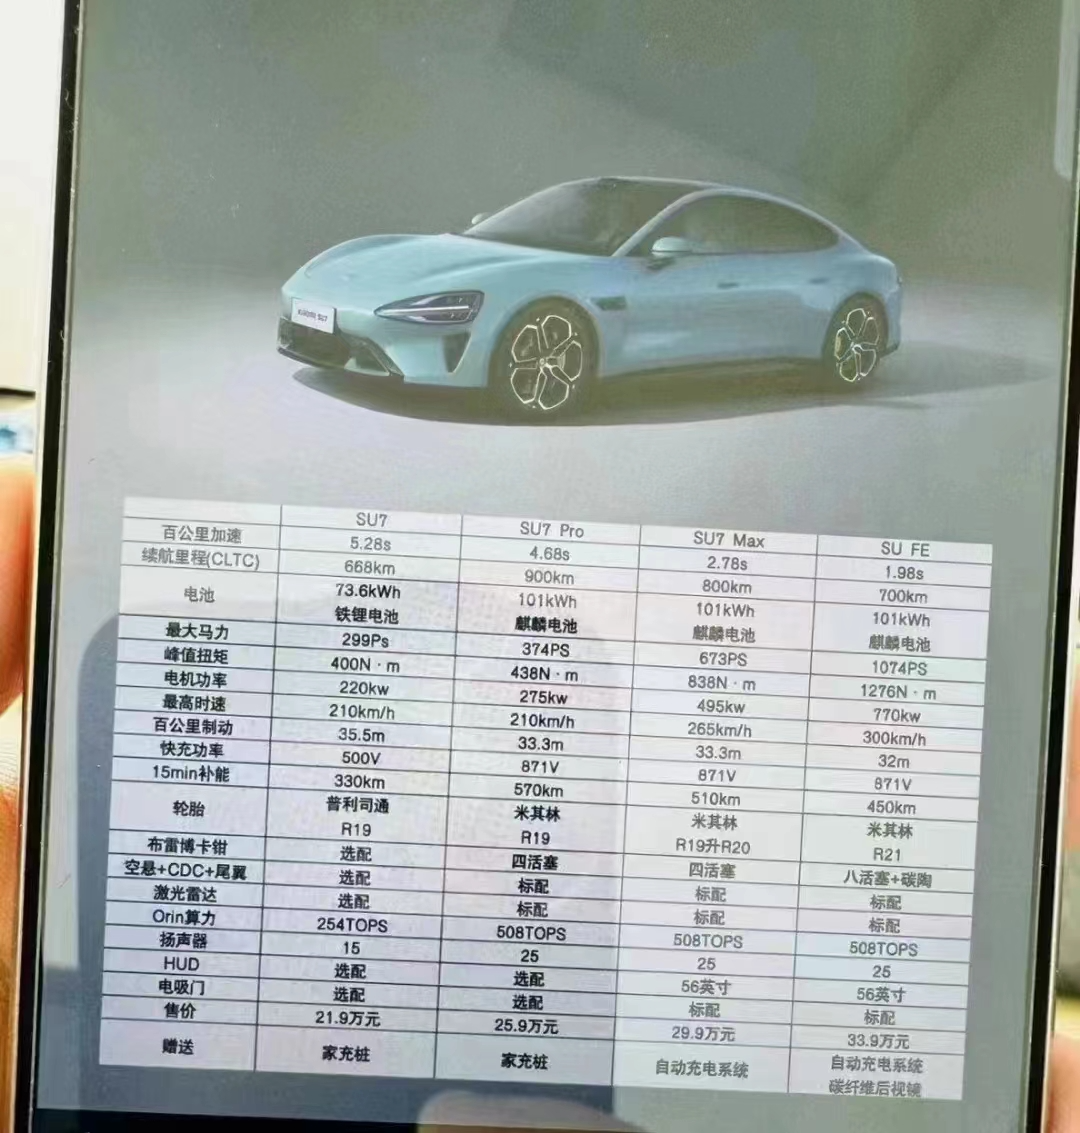 XIAOMI SU7
SU7 SU7 Pro SU7 Max SU FE
百公里加速 5.28s 4.68s 2.78s 1.98s
续航里程(CLTC) 668km 900km 800km 700km
电池 73.6kWh 101kWh 101kWh 101kWh
铁锂电池 麒麟电池 麒麟电池 麒麟电池
最大马力 299Ps 374PS 673PS 1074PS
峰值扭矩 400N·m 438N·m 838N·m 1276N·m
电机功率 220kw 275kw 495kw 770kw
最高时速 210km/h 210km/h 265km/h 300km/h
百公里制动 35.5m 33.3m 33.3m 32m
快充功率 500V 871V 871V 871V
15min补能 330km 570km 510km 450km
轮胎 普利司通 米其林 米其林 米其林
R19 R19 R19升R20 R21
布雷博卡钳 选配 四活塞 四活塞 八活塞+碳陶
空悬+CDC+尾翼 选配 标配 标配 标配
激光雷达 选配 标配 标配 标配
Orin算力 254TOPS 508TOPS 508TOPS 508TOPS
扬声器 15 25 25 25
HUD 选配 选配 56英寸 56英寸
电吸门 选配 选配 标配 标配
售价 21.9万元 25.9万元 29.9万元 33.9万元
赠送 家充桩 家充桩 自动充电系统 自动充电系统
碳纤维后视镜